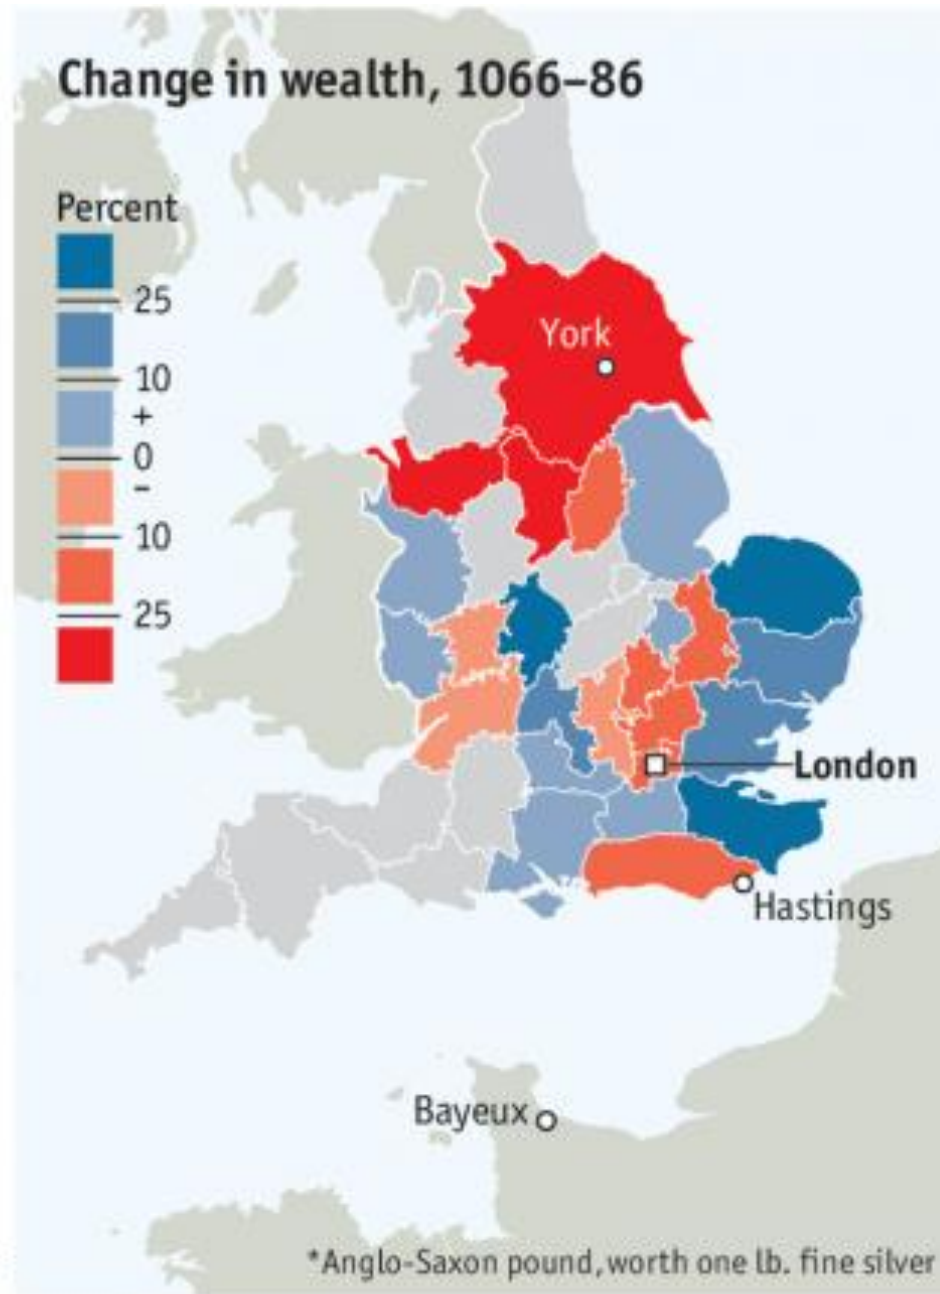 Change in wealth, 1066–86
Percent
25
10
+
0
–
10
25
York
London
Hastings
Bayeux
*Anglo-Saxon pound, worth one lb. fine silver